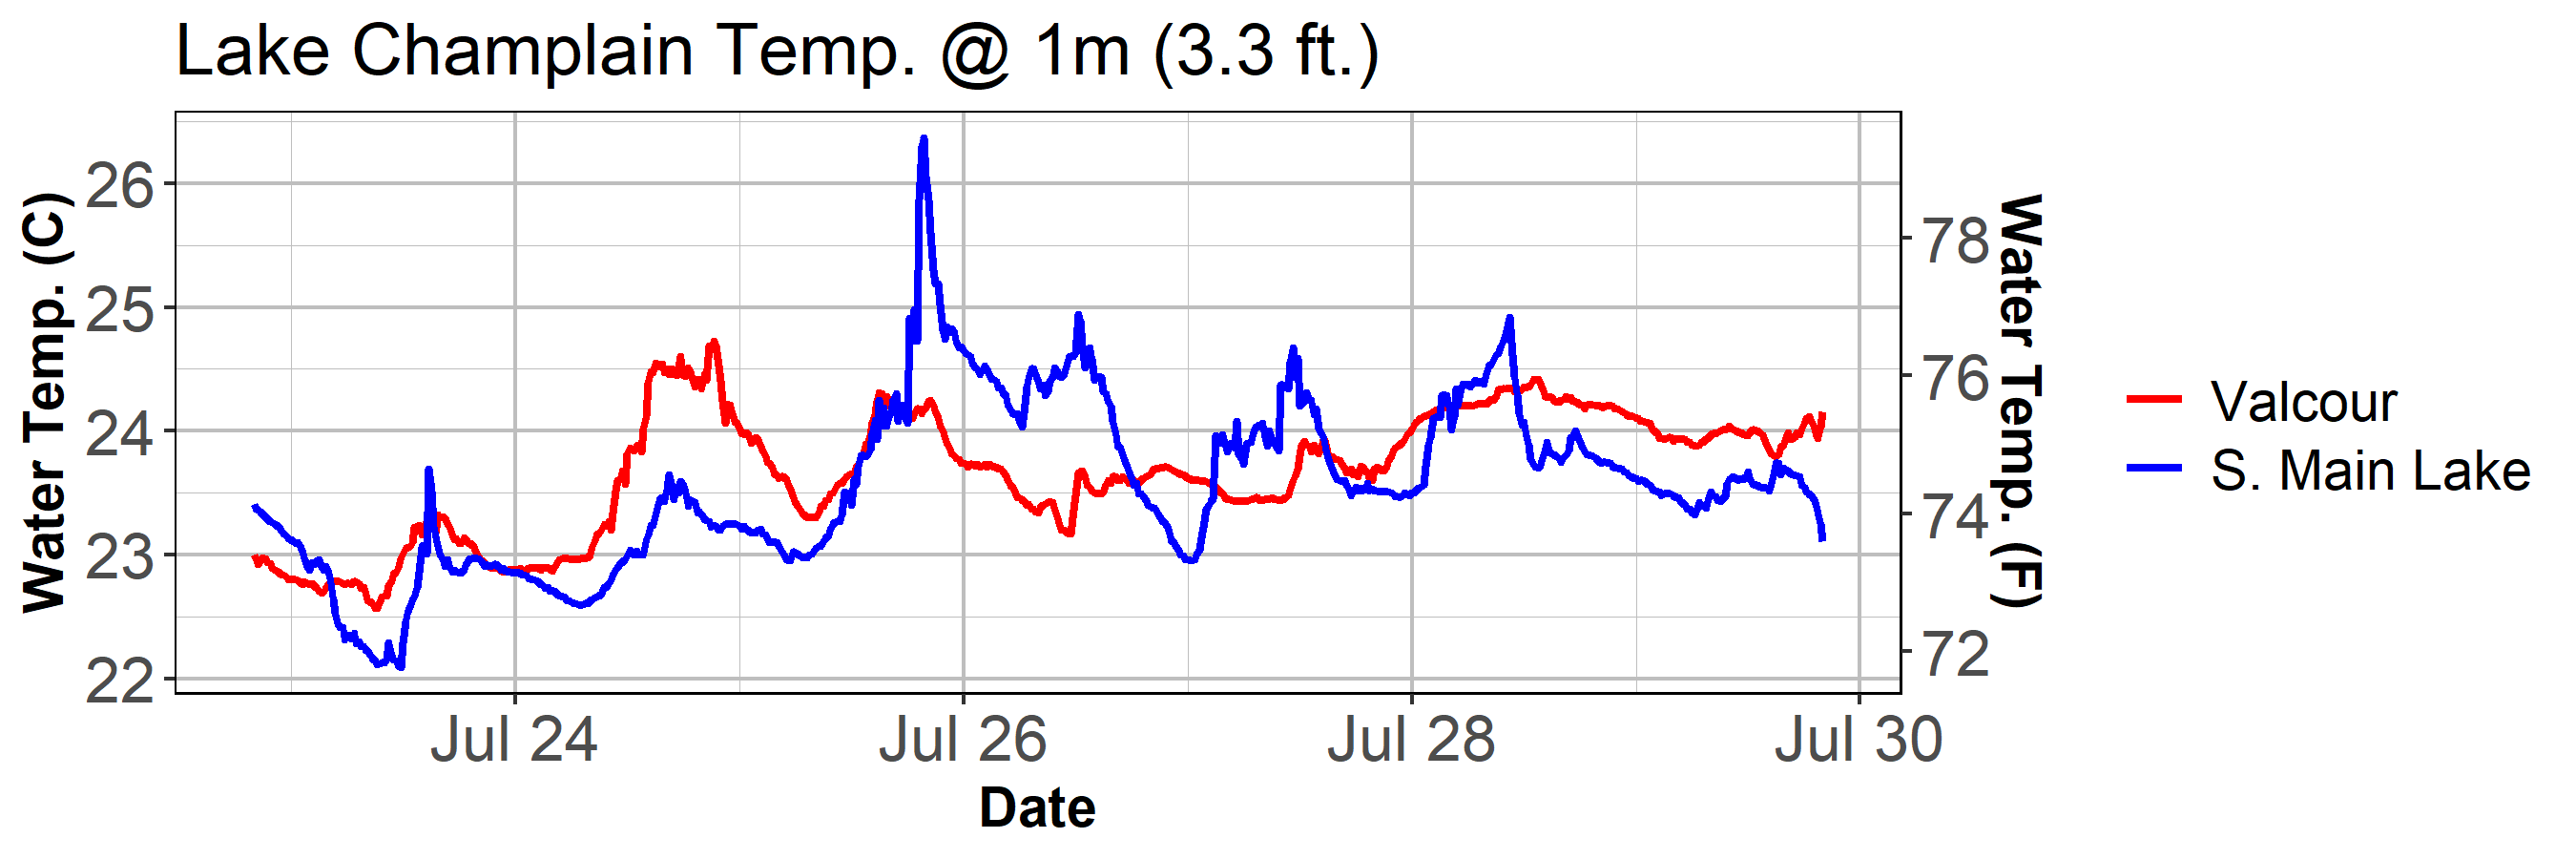 Lake Champlain Temp. @ 1m (3.3 ft.)
Water Temp. (C)
26
25
24
23
22
78
76
74
72
Water Temp. (F)
Jul 24
Jul 26
Jul 28
Jul 30
Date
Valcour
S. Main Lake